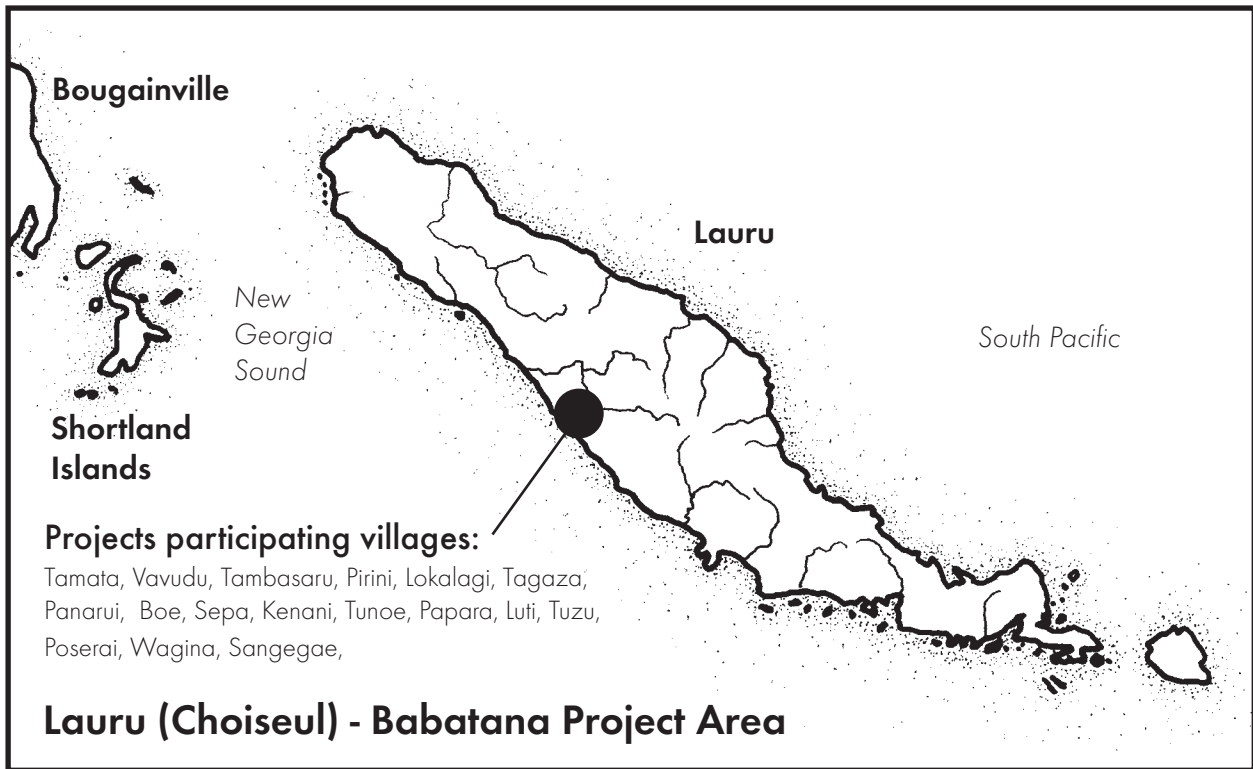 Bougainville
Lauru
New
Georgia
Sound
South Pacific
Shortland
Islands
Projects participating villages:
Tamata, Vavudu, Tambasaru, Pirini, Lokalagi, Tagaza,
Panarui, Boe, Sepa, Kenani, Tunoe, Papara, Luti, Tuzu,
Poserai, Wagina, Sangegae,
Lauru (Choiseul) - Babatana Project Area